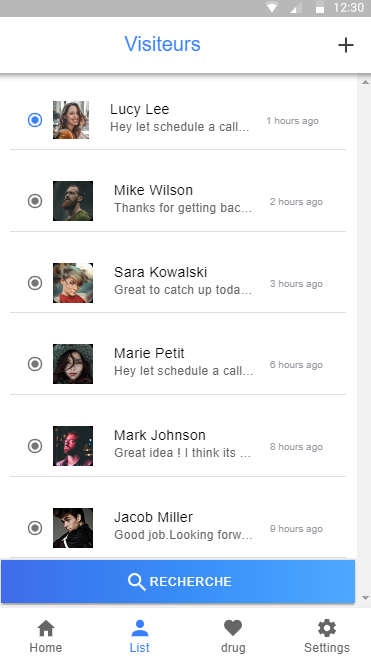 12:30
Visiteurs
Lucy Lee
Hey let schedule a call...
1 hours ago
Mike Wilson
Thanks for getting bac...
2 hours ago
Sara Kowalski
Great to catch up toda...
3 hours ago
Marie Petit
Hey let schedule a call...
6 hours ago
Mark Johnson
Great idea ! I think its ...
8 hours ago
Jacob Miller
Good job.Looking forw...
9 hours ago
RECHERCHE
Home List drug Settings